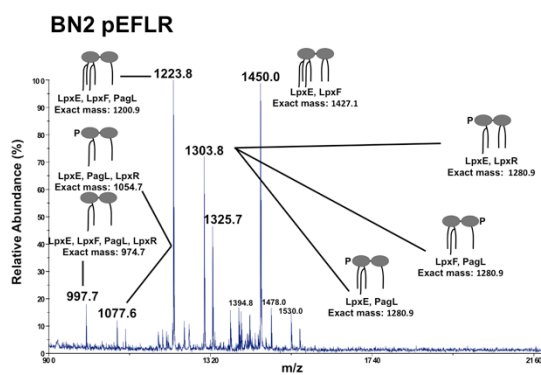 BN2 pEFLR
1223.8
LpxE, LpxF, PagL
Exact mass: 1200.9
P
LpxE, PagL, LpxR
Exact mass: 1054.7
LpxE, LpxF, PagL, LpxR
Exact mass: 974.7
997.7
1077.6
1303.8
1325.7
1450.0
LpxE, LpxF
Exact mass: 1427.1
P
LpxE, LpxR
Exact mass: 1280.9
P
LpxF, PagL
Exact mass: 1280.9
P
LpxE, PagL
Exact mass: 1280.9
1394.8
1478.0
1530.0
Relative Abundance (%)
100
90
80
70
60
50
40
30
20
10
0
900
1320
1740
2160
m/z